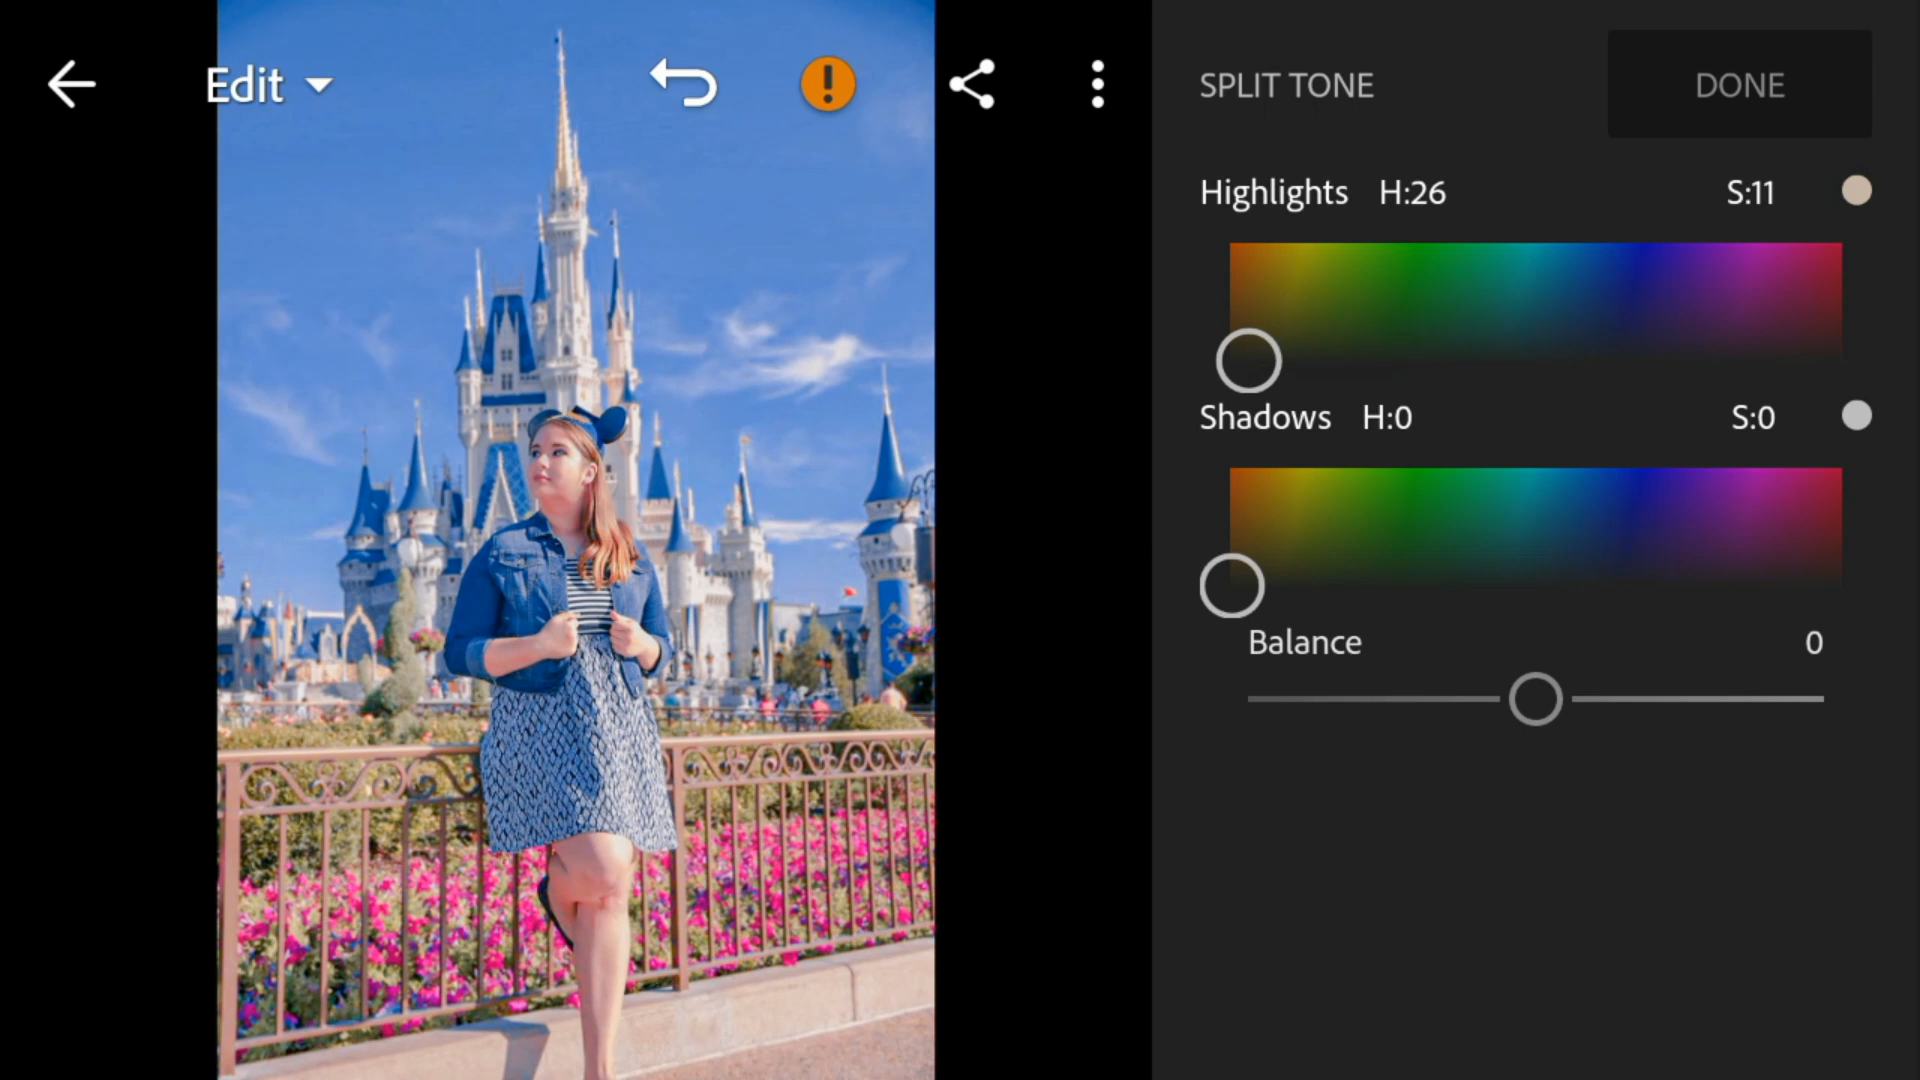 Edit
!
SPLIT TONE
DONE
Highlights H:26 S:11
Shadows H:0 S:0
Balance 0